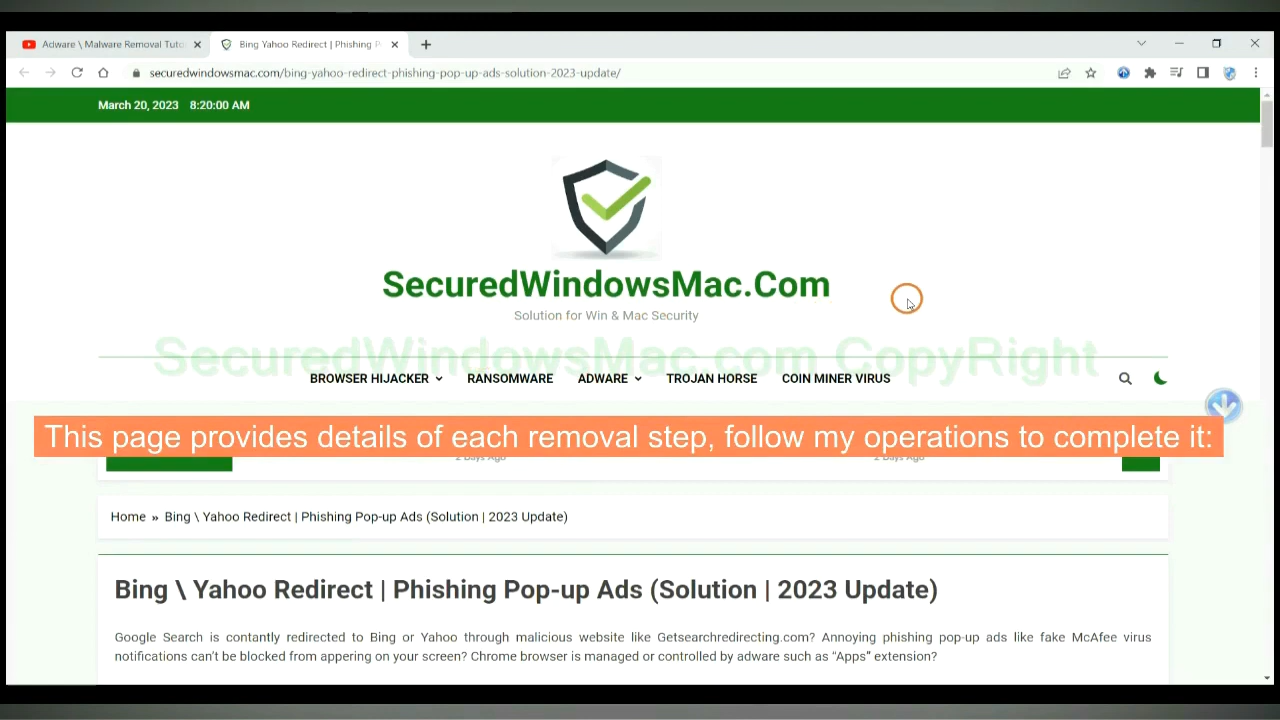 Adware \ Malware Removal Tuto
Bing Yahoo Redirect | Phishing P
securedwindowsmac.com/bing-yahoo-redirect-phishing-pop-up-ads-solution-2023-update/
March 20, 2023 8:20:00 AM
SecuredWindowsMac.Com
Solution for Win & Mac Security
SecuredWindowsMac.com CopyRight
BROWSER HIJACKER RANSOMWARE ADWARE TROJAN HORSE COIN MINER VIRUS
This page provides details of each removal step, follow my operations to complete it:
2 Days Ago 2 Days Ago
Home » Bing \ Yahoo Redirect | Phishing Pop-up Ads (Solution | 2023 Update)
Bing \ Yahoo Redirect | Phishing Pop-up Ads (Solution | 2023 Update)
Google Search is contantly redirected to Bing or Yahoo through malicious website like Getsearchredirecting.com? Annoying phishing pop-up ads like fake McAfee virus
notifications can't be blocked from appering on your screen? Chrome browser is managed or controlled by adware such as “Apps” extension?